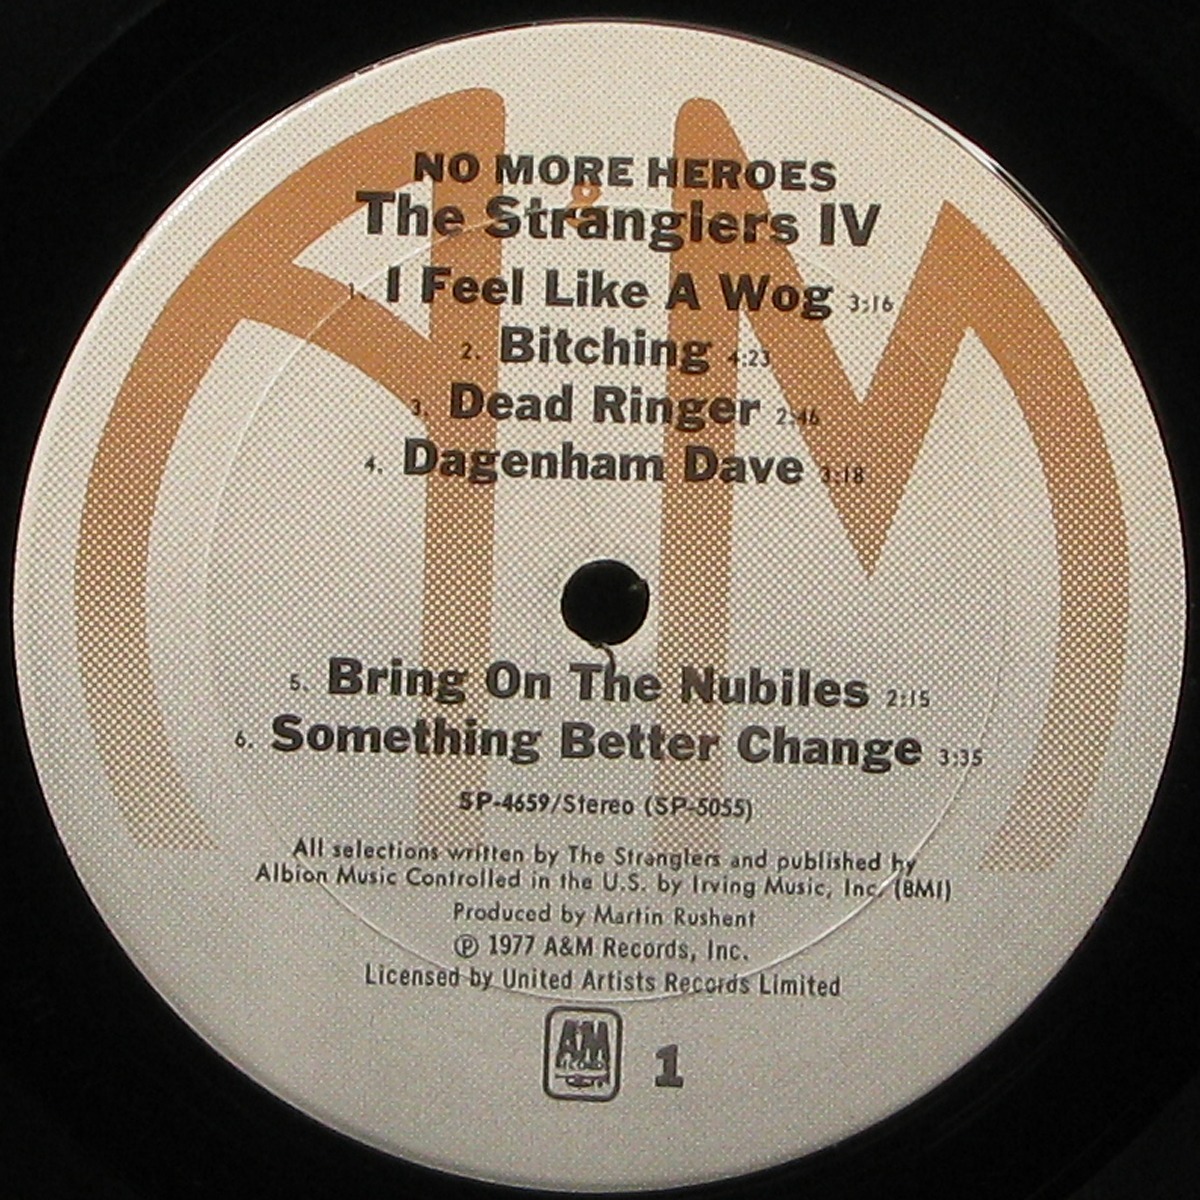 NO MORE HEROES
The Stranglers IV
1. I Feel Like A Wog 3:16
2. Bitching 4:23
3. Dead Ringer 2:46
4. Dagenham Dave 3:18
5. Bring On The Nubiles 2:15
6. Something Better Change 3:35
SP-4659/Stereo (SP-5055)
All selections written by The Stranglers and published by
Albion Music Controlled in the U.S. by Irving Music, Inc. (BMI)
Produced by Martin Rushent
℗ 1977 A&M Records, Inc.
Licensed by United Artists Records Limited
A&M RECORDS 1